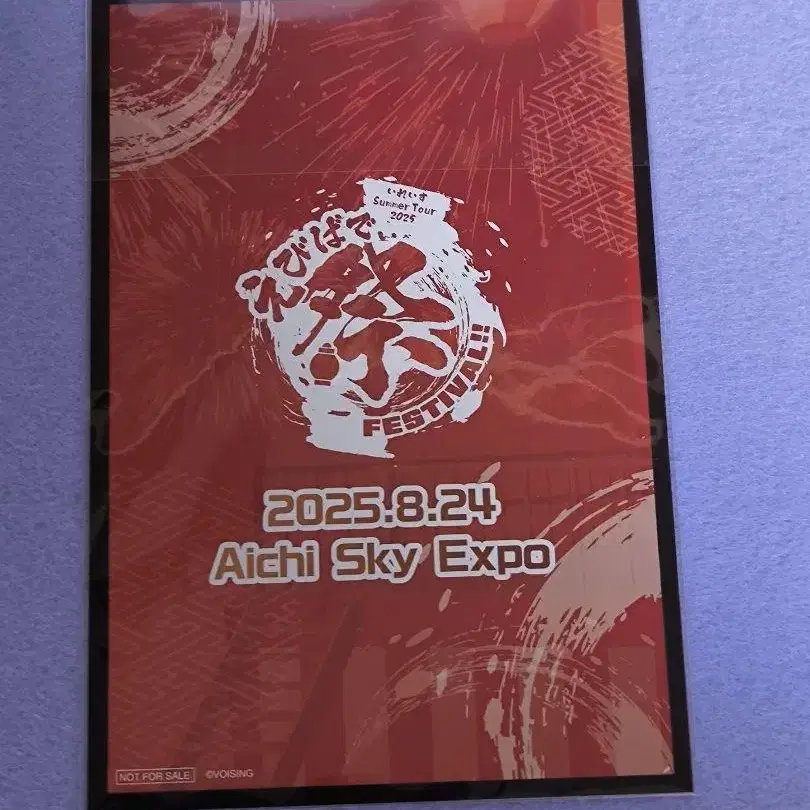 いれいす
Summer Tour
2025
えびばで
祭
FESTIVAL!!
2025.8.24
Aichi Sky Expo
NOT FOR SALE ©VOISING